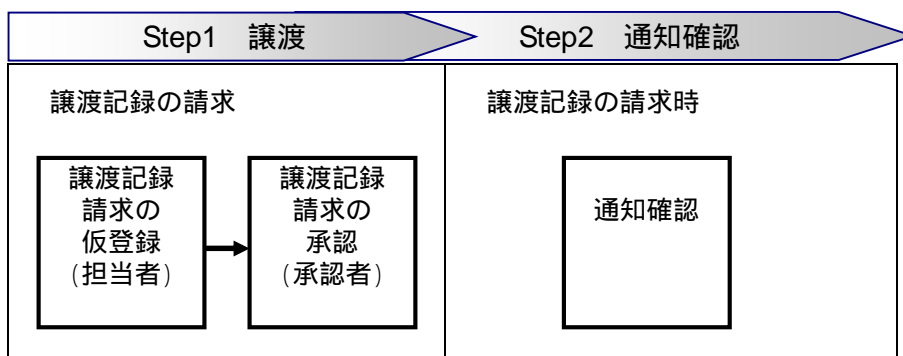 Step1 譲渡
Step2 通知確認
譲渡記録の請求
譲渡記録
請求の
仮登録
(担当者)
譲渡記録
請求の
承認
(承認者)
譲渡記録の請求時
通知確認